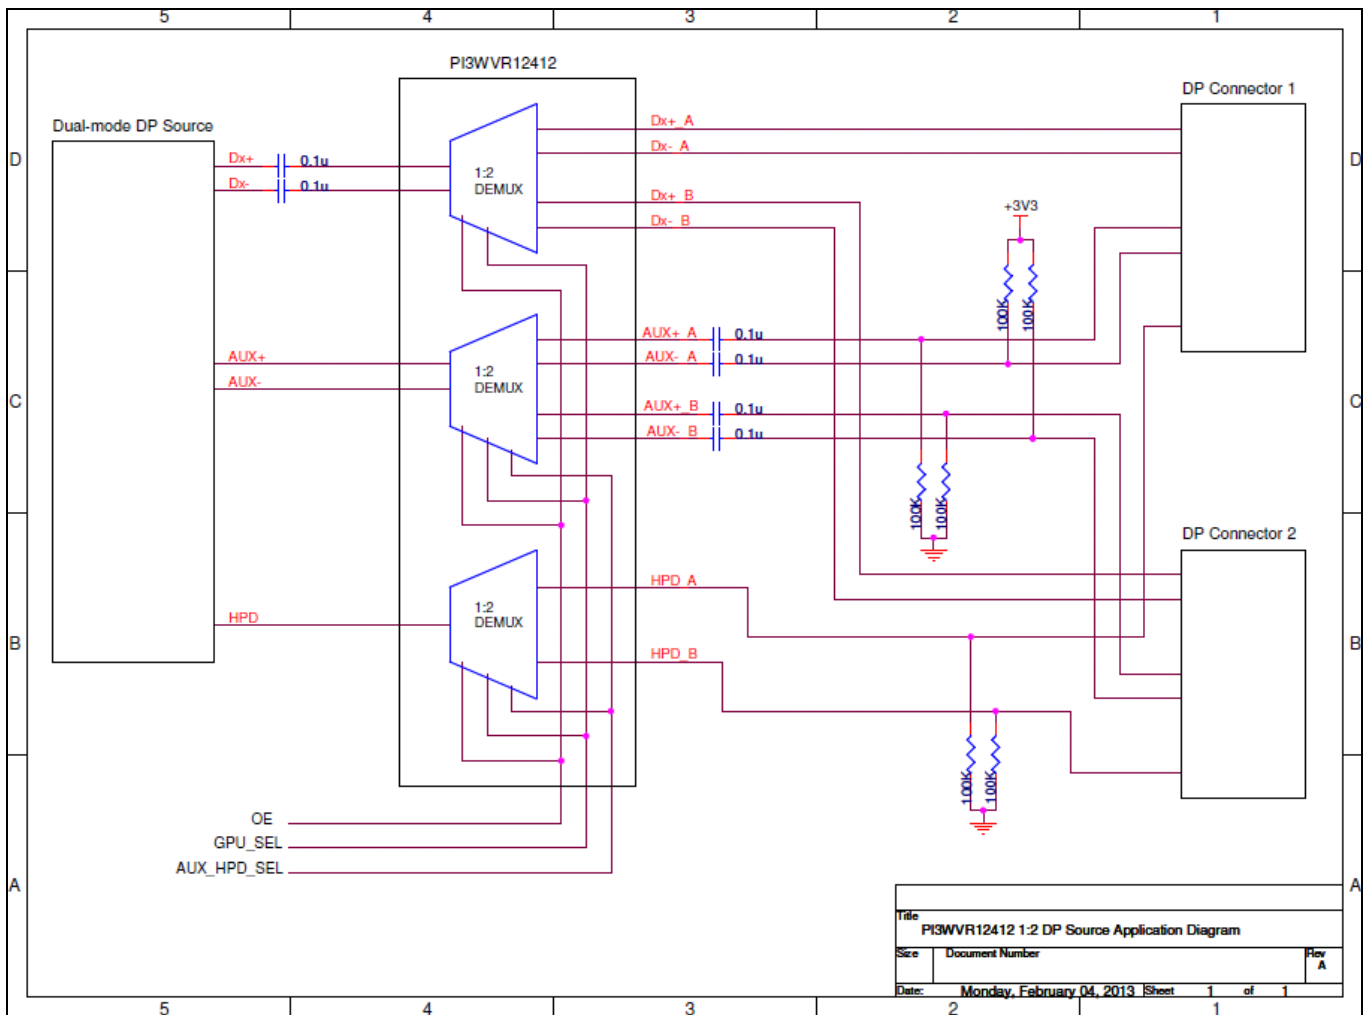 5 4 3 2 1
PI3WVR12412
DP Connector 1
Dual-mode DP Source
Dx+_A
D D
Dx+ 0.1u
Dx-_A
1:2
DEMUX
Dx- 0.1u
Dx+_B
+3V3
Dx-_B
100K 100K
AUX+_A 0.1u
AUX+
AUX-_A 0.1u
1:2
DEMUX
AUX-
C C
AUX+_B 0.1u
AUX-_B 0.1u
100K 100K
DP Connector 2
HPD_A
1:2
DEMUX
HPD
B B
HPD_B
100K 100K
OE
GPU_SEL
AUX_HPD_SEL
A A
Title
PI3WVR12412 1:2 DP Source Application Diagram
Size Document Number Rev
A
Date: Monday, February 04, 2013 Sheet 1 of 1
5 4 3 2 1